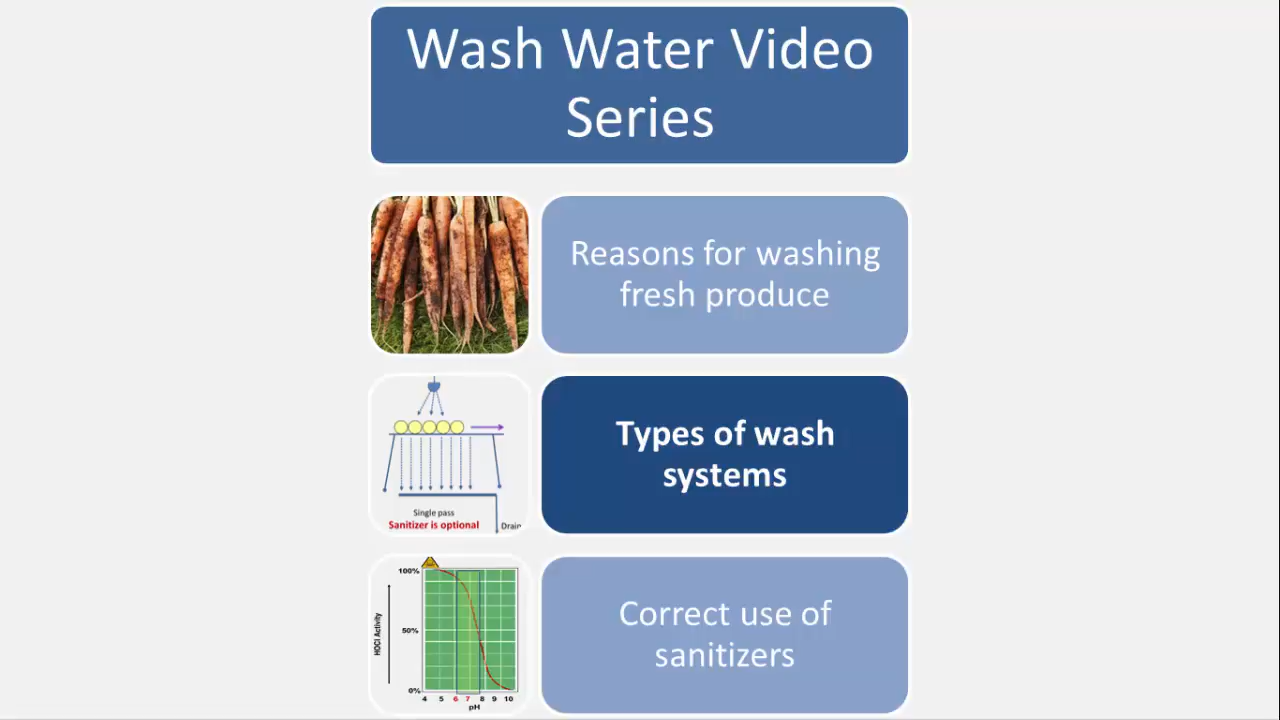 Wash Water Video
Series
Reasons for washing
fresh produce
Types of wash
systems
Single pass
Sanitizer is optional
Drain
Correct use of
sanitizers
100%
HOCl Activity
50%
0%
4 5 6 7 8 9 10
pH